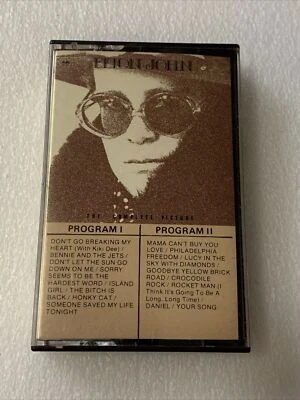 ELTON JOHN
THE COMPLETE PICTURE
PROGRAM I
DON'T GO BREAKING MY
HEART (With Kiki Dee) /
BENNIE AND THE JETS /
DON'T LET THE SUN GO
DOWN ON ME / SORRY
SEEMS TO BE THE
HARDEST WORD / ISLAND
GIRL / THE BITCH IS
BACK / HONKY CAT /
SOMEONE SAVED MY LIFE
TONIGHT
PROGRAM II
MAMA CAN'T BUY YOU
LOVE / PHILADELPHIA
FREEDOM / LUCY IN THE
SKY WITH DIAMONDS /
GOODBYE YELLOW BRICK
ROAD / CROCODILE
ROCK / ROCKET MAN (I
Think It's Going To Be A
Long, Long Time) /
DANIEL / YOUR SONG